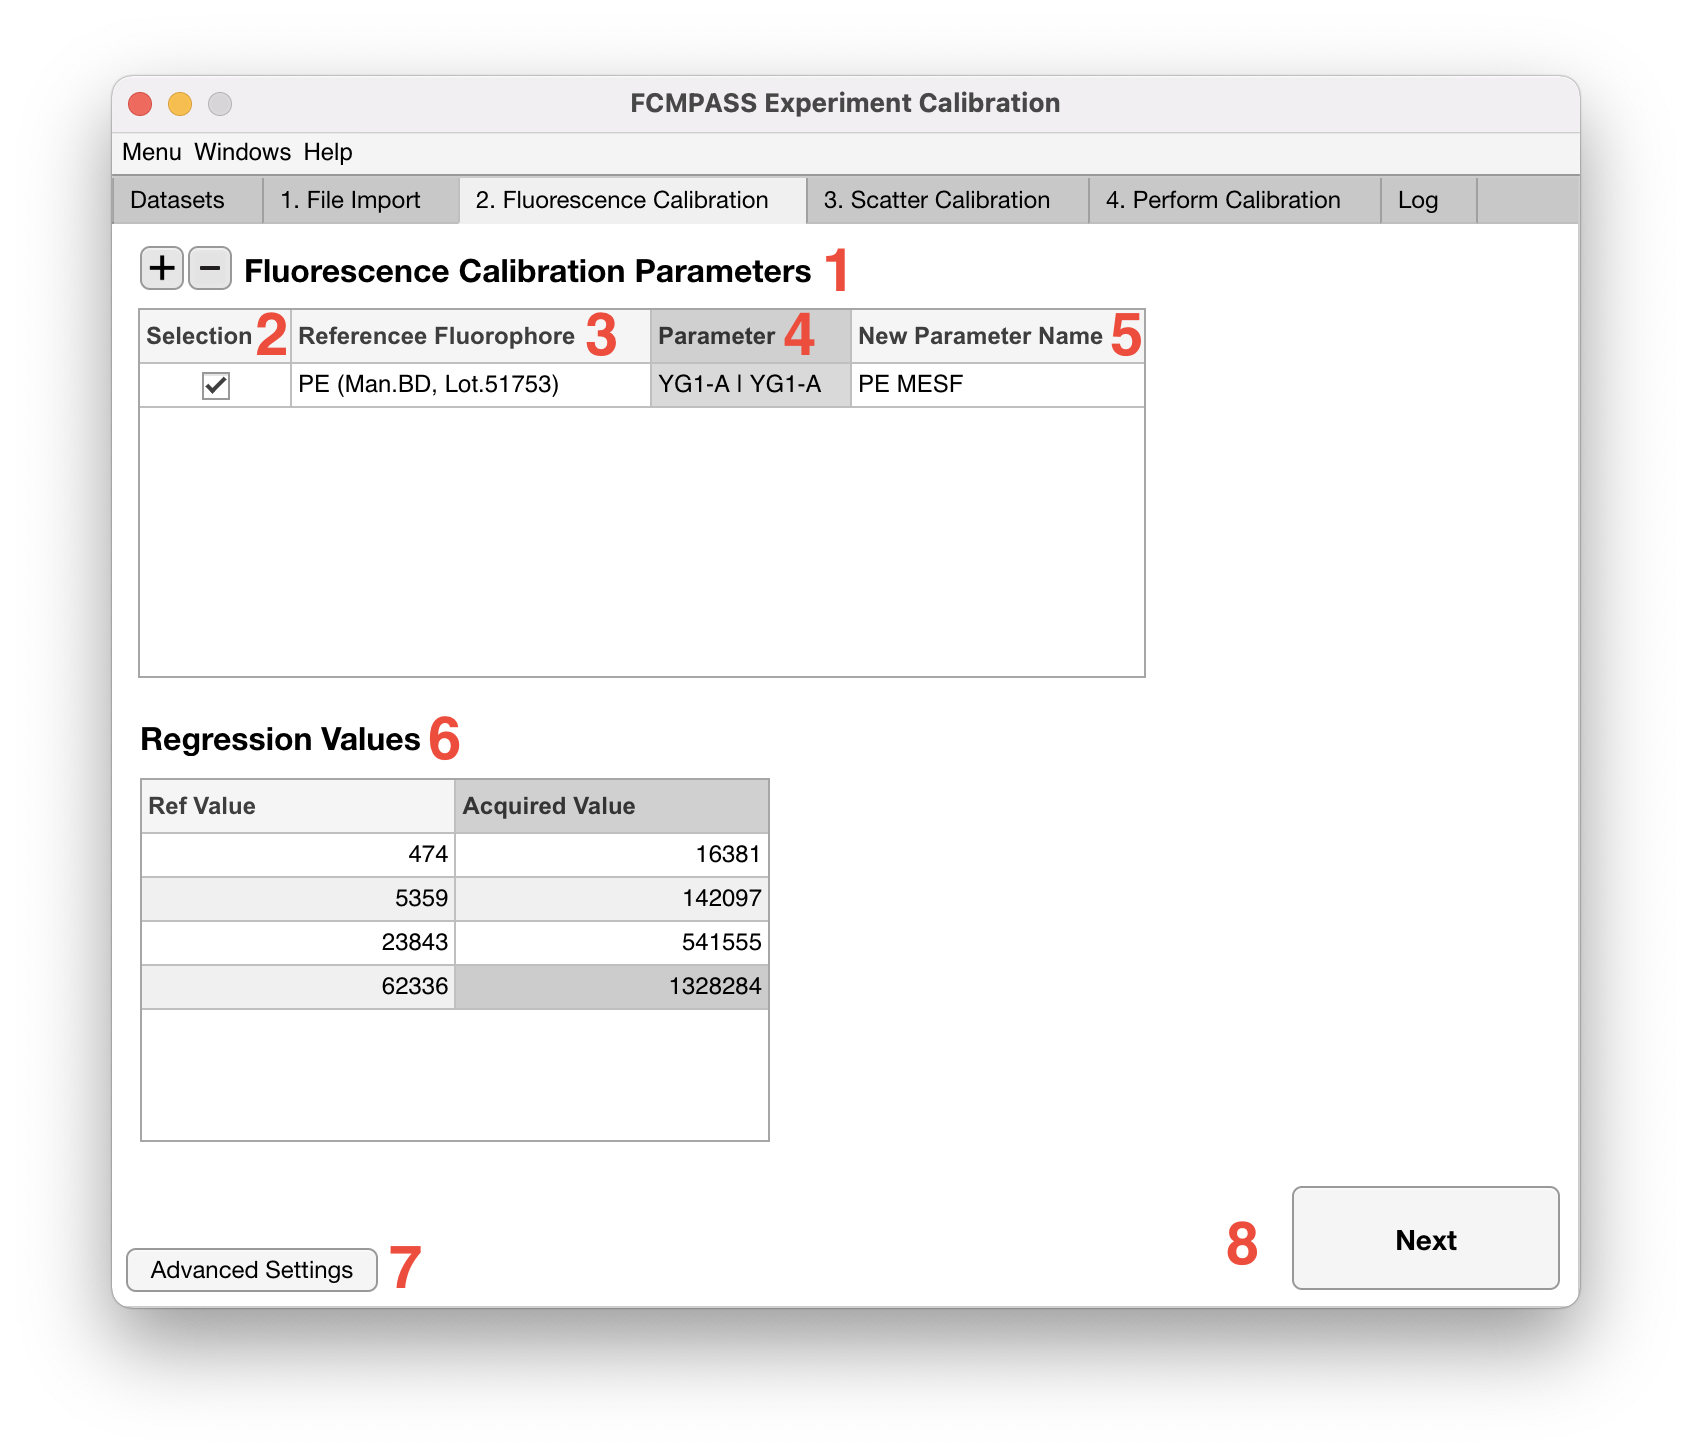 FCMPASS Experiment Calibration
Menu Windows Help
Datasets 1. File Import 2. Fluorescence Calibration 3. Scatter Calibration 4. Perform Calibration Log
+ − Fluorescence Calibration Parameters 1
Selection 2 Referencee Fluorophore 3 Parameter 4 New Parameter Name 5
PE (Man.BD, Lot.51753) YG1-A | YG1-A PE MESF
Regression Values 6
Ref Value Acquired Value
474 16381
5359 142097
23843 541555
62336 1328284
Advanced Settings 7
8 Next